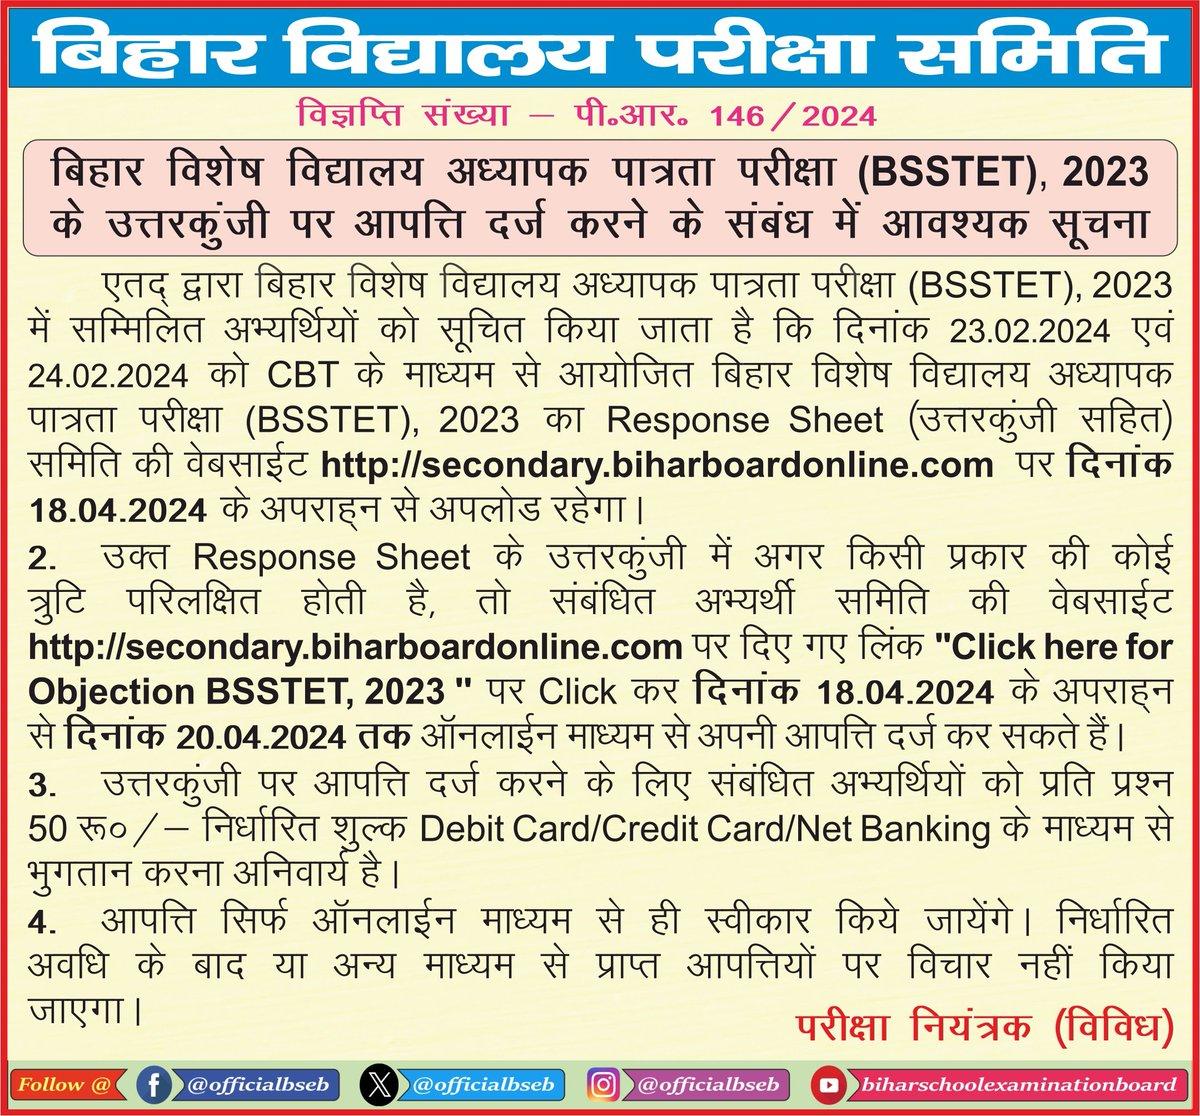 बिहार विद्यालय परीक्षा समिति
विज्ञप्ति संख्या – पी॰आर॰ 146 / 2024
बिहार विशेष विद्यालय अध्यापक पात्रता परीक्षा (BSSTET), 2023
के उत्तरकुंजी पर आपत्ति दर्ज करने के संबंध में आवश्यक सूचना
एतद् द्वारा बिहार विशेष विद्यालय अध्यापक पात्रता परीक्षा (BSSTET), 2023
में सम्मिलित अभ्यर्थियों को सूचित किया जाता है कि दिनांक 23.02.2024 एवं
24.02.2024 को CBT के माध्यम से आयोजित बिहार विशेष विद्यालय अध्यापक
पात्रता परीक्षा (BSSTET), 2023 का Response Sheet (उत्तरकुंजी सहित)
समिति की वेबसाईट http://secondary.biharboardonline.com पर दिनांक
18.04.2024 के अपराह्न से अपलोड रहेगा।
2. उक्त Response Sheet के उत्तरकुंजी में अगर किसी प्रकार की कोई
त्रुटि परिलक्षित होती है, तो संबंधित अभ्यर्थी समिति की वेबसाईट
http://secondary.biharboardonline.com पर दिए गए लिंक "Click here for
Objection BSSTET, 2023 " पर Click कर दिनांक 18.04.2024 के अपराह्न
से दिनांक 20.04.2024 तक ऑनलाईन माध्यम से अपनी आपत्ति दर्ज कर सकते हैं।
3. उत्तरकुंजी पर आपत्ति दर्ज करने के लिए संबंधित अभ्यर्थियों को प्रति प्रश्न
50 रू०/– निर्धारित शुल्क Debit Card/Credit Card/Net Banking के माध्यम से
भुगतान करना अनिवार्य है।
4. आपत्ति सिर्फ ऑनलाईन माध्यम से ही स्वीकार किये जायेंगे। निर्धारित
अवधि के बाद या अन्य माध्यम से प्राप्त आपत्तियों पर विचार नहीं किया
जाएगा।
परीक्षा नियंत्रक (विविध)
Follow @ @officialbseb @officialbseb @officialbseb biharschoolexaminationboard